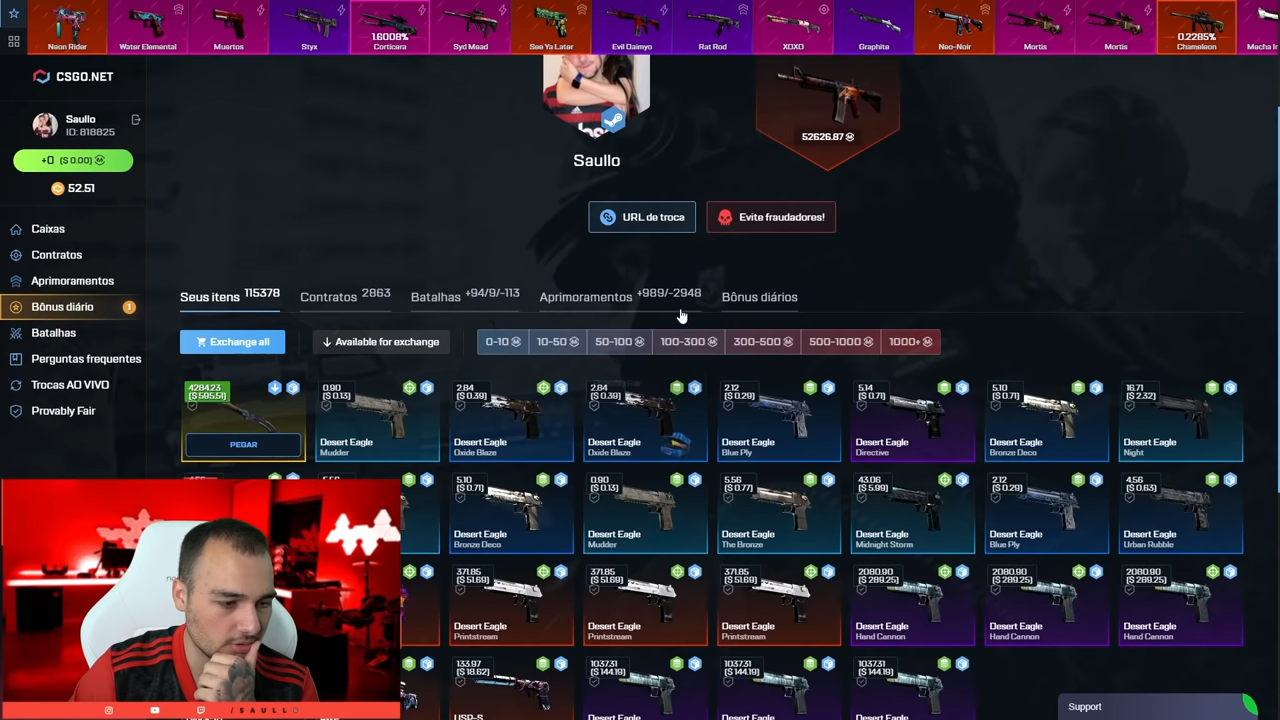 Neon Rider
Water Elemental
Muertos
Styx
1.6008%
Corticera
Syd Mead
See Ya Later
Evil Daimyo
Rat Rod
XOXO
Graphite
Neo-Noir
Mortis
Mortis
0.2285%
Chameleon
Mecha In
CSGO.NET
Saullo
ID: 818825
+0 ($ 0.00)
52.51
Caixas
Contratos
Aprimoramentos
Bônus diário 1
Batalhas
Perguntas frequentes
Trocas AO VIVO
Provably Fair
52626.87
Saullo
URL de troca
Evite fraudadores!
Seus itens 115378
Contratos 2863
Batalhas +94/9/-113
Aprimoramentos +989/-2948
Bônus diários
Exchange all
Available for exchange
0-10
10-50
50-100
100-300
300-500
500-1000
1000+
4284.23
($ 595.51)
PEGAR
0.90
($ 0.13)
Desert Eagle
Mudder
2.84
($ 0.39)
Desert Eagle
Oxide Blaze
2.84
($ 0.39)
Desert Eagle
Oxide Blaze
2.12
($ 0.29)
Desert Eagle
Blue Ply
5.14
($ 0.71)
Desert Eagle
Directive
5.10
($ 0.71)
Desert Eagle
Bronze Deco
16.71
($ 2.32)
Desert Eagle
Night
5.10
($ 0.71)
Desert Eagle
Bronze Deco
0.90
($ 0.13)
Desert Eagle
Mudder
5.56
($ 0.77)
Desert Eagle
The Bronze
43.06
($ 5.99)
Desert Eagle
Midnight Storm
2.12
($ 0.29)
Desert Eagle
Blue Ply
4.56
($ 0.63)
Desert Eagle
Urban Rubble
371.85
($ 51.69)
Desert Eagle
Printstream
371.85
($ 51.69)
Desert Eagle
Printstream
371.85
($ 51.69)
Desert Eagle
Printstream
2080.90
($ 289.25)
Desert Eagle
Hand Cannon
2080.90
($ 289.25)
Desert Eagle
Hand Cannon
2080.90
($ 289.25)
Desert Eagle
Hand Cannon
133.97
($ 18.62)
USP-S
1037.31
($ 144.19)
Desert Eagle
1037.31
($ 144.19)
Desert Eagle
1037.31
($ 144.19)
Desert Eagle
Support
/SAULLO